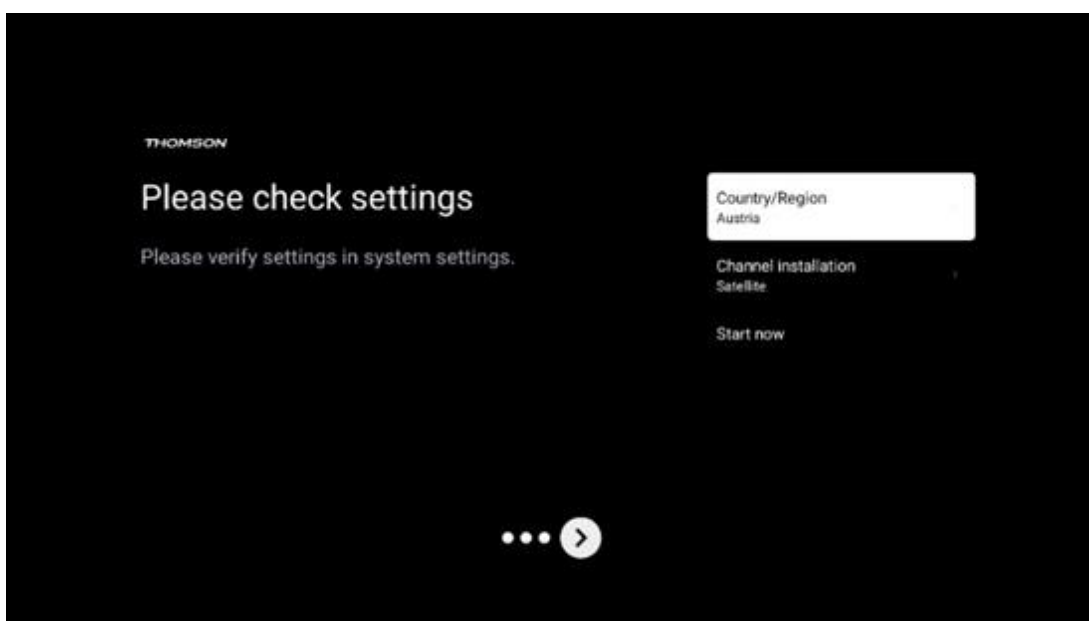 THOMSON
Please check settings
Please verify settings in system settings.
Country/Region
Austria
Channel installation
Satellite
Start now